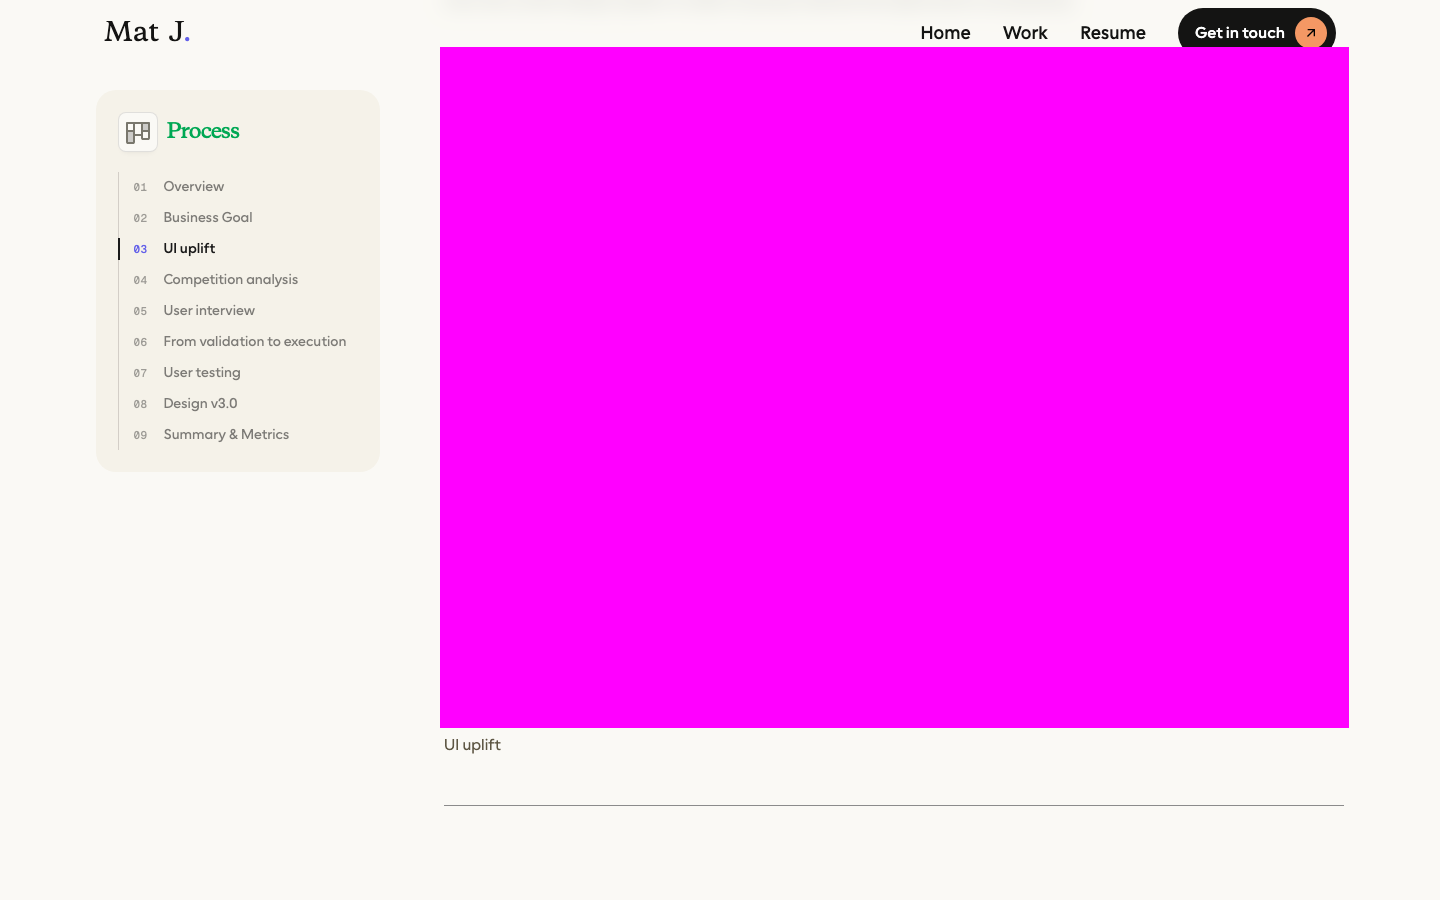 Mat J.
Home
Work
Resume
Get in touch
Process
01 Overview
02 Business Goal
03 UI uplift
04 Competition analysis
05 User interview
06 From validation to execution
07 User testing
08 Design v3.0
09 Summary & Metrics
UI uplift